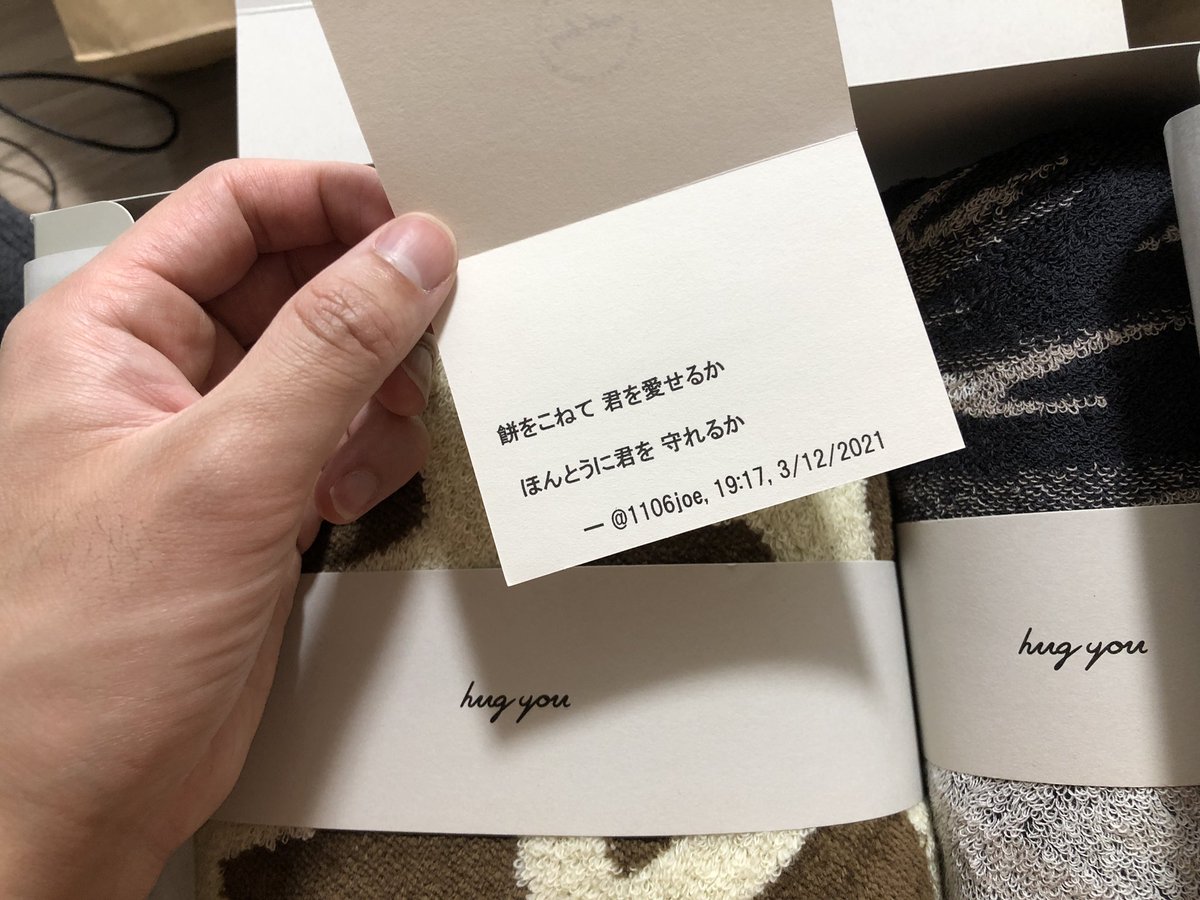 餅をこねて 君を愛せるか
ほんとうに君を 守れるか
— @1106joe, 19:17, 3/12/2021
hug you
hug you